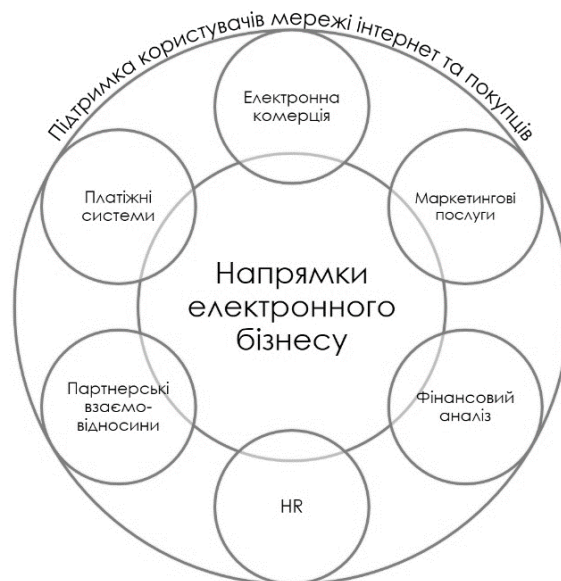 Підтримка користувачів мережі інтернет та покупців
Електронна
комерція
Платіжні
системи
Маркетингові
послуги
Напрямки
електронного
бізнесу
Партнерські
взаємо-
відносини
Фінансовий
аналіз
HR